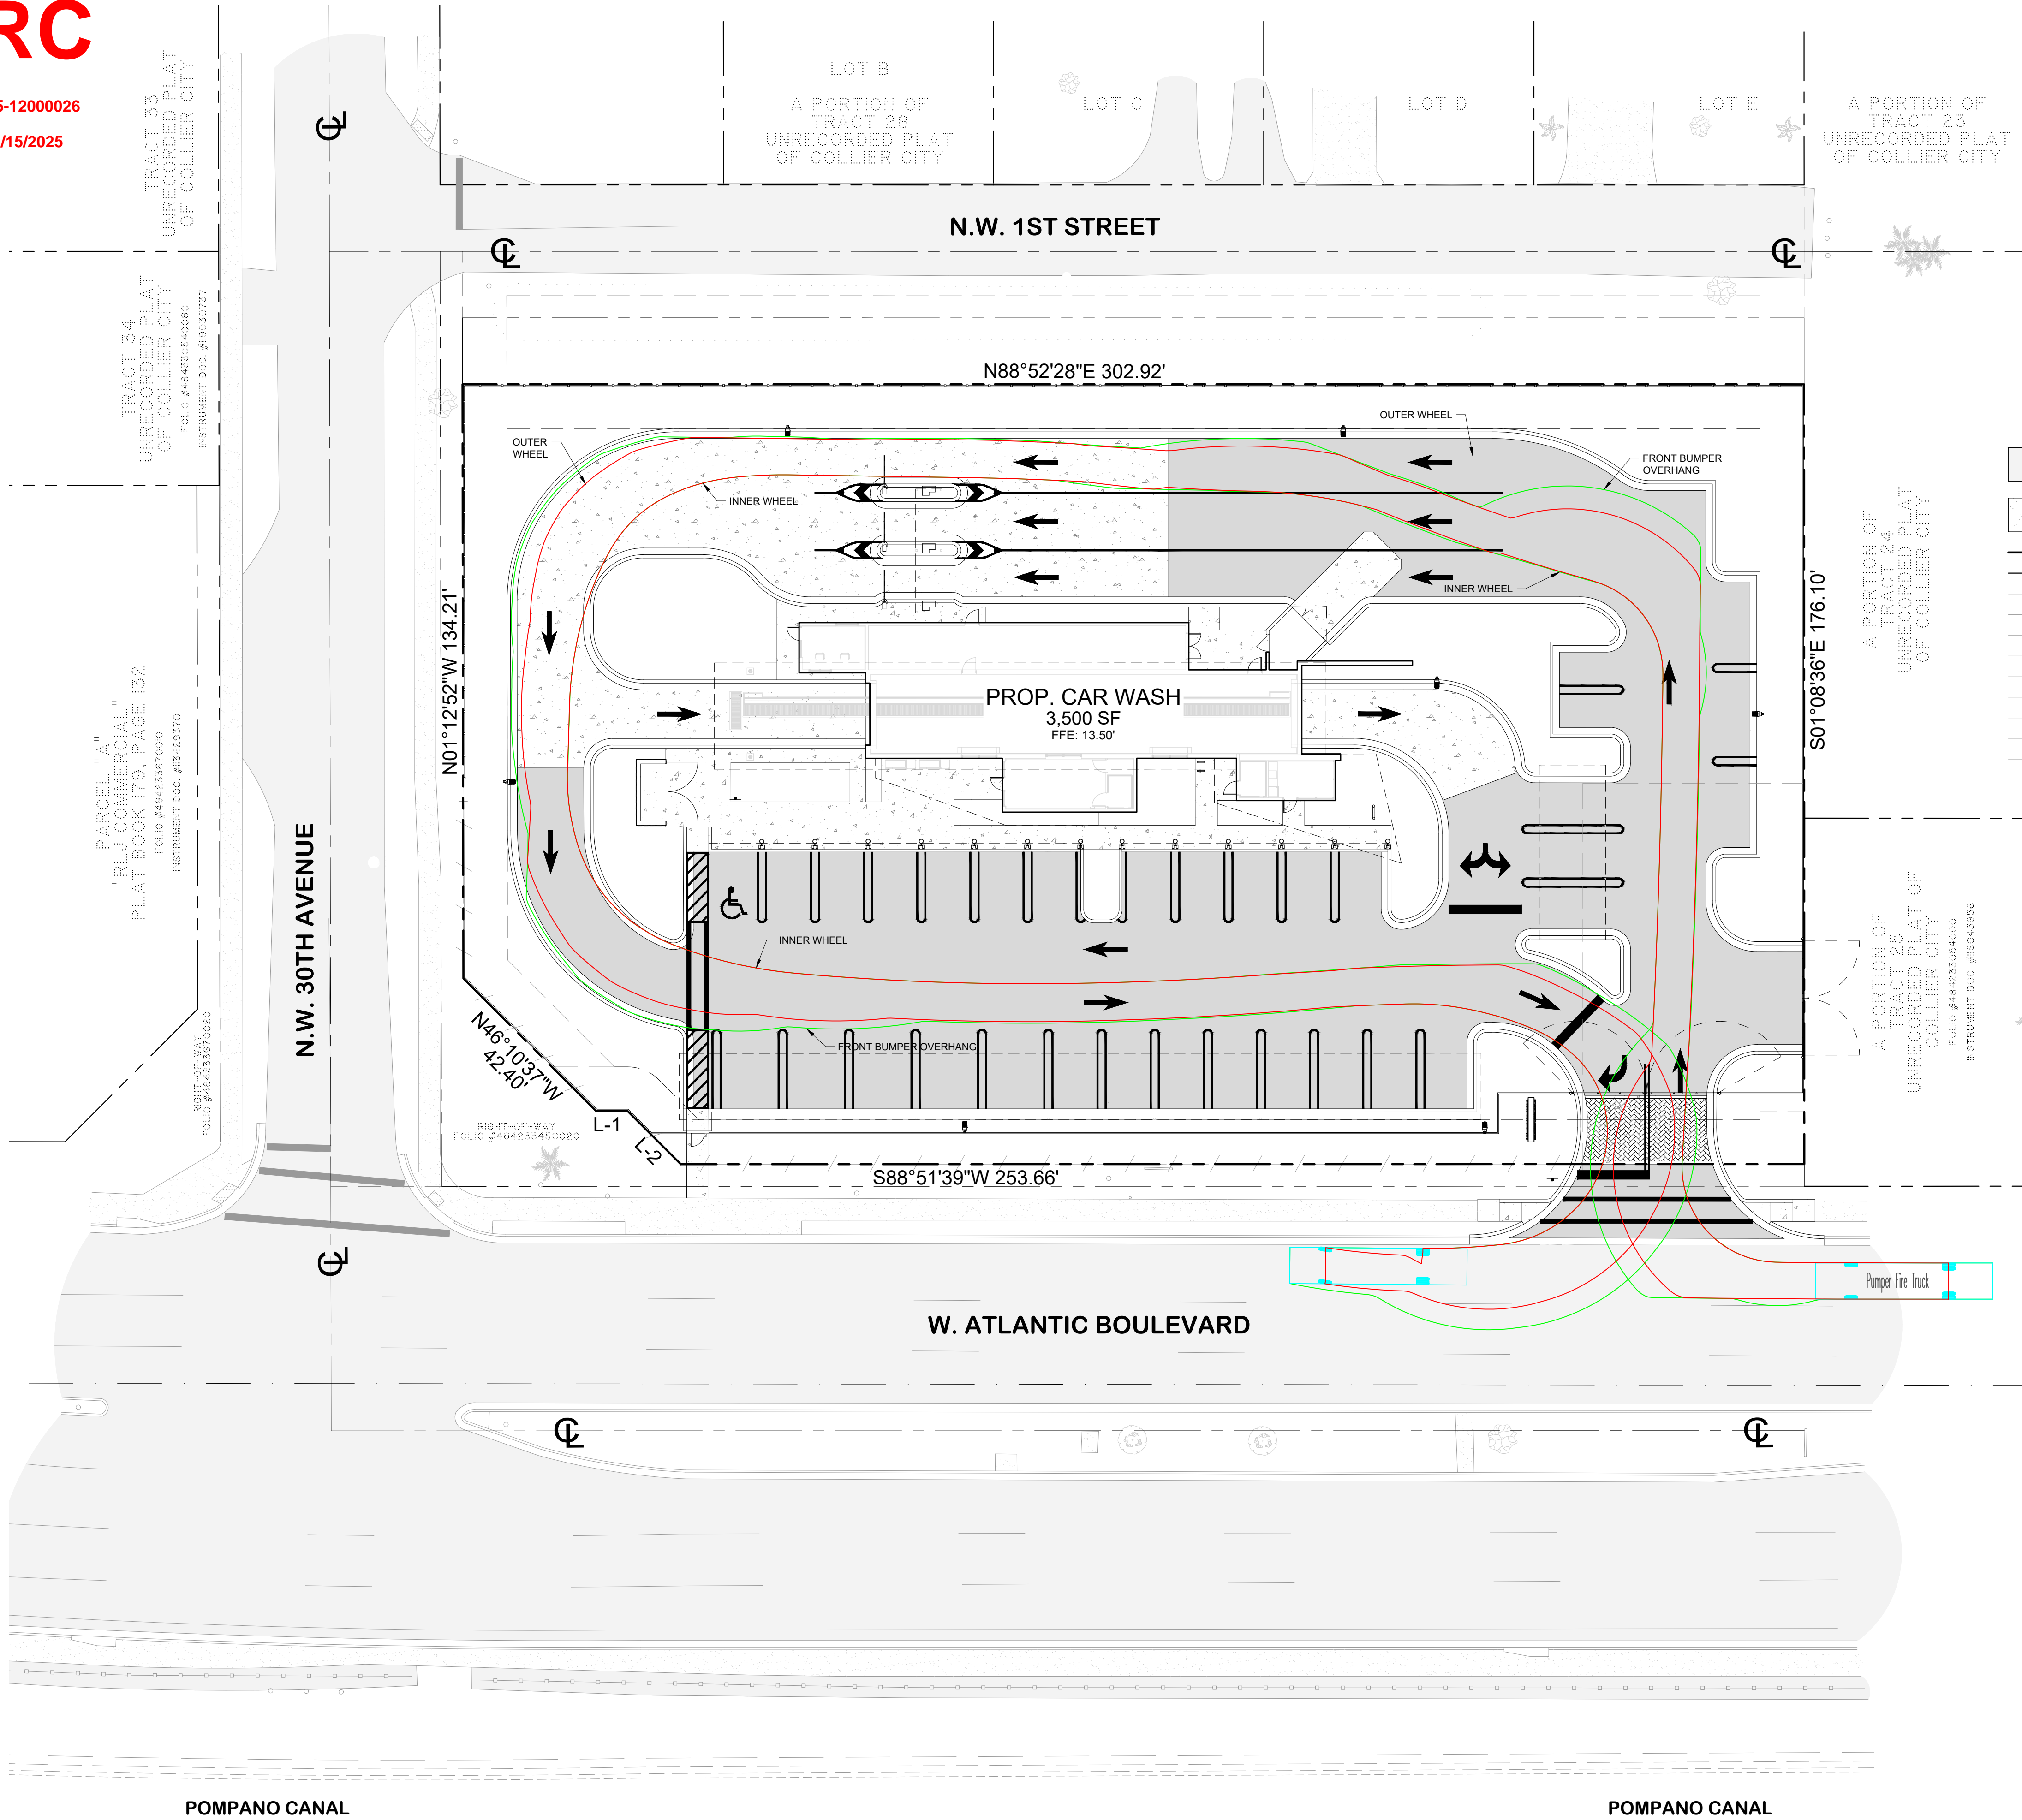 RC
5-12000026
/15/2025
TRACT 33
UNRECORDED PLAT
OF COLLIER CITY
LOT B
A PORTION OF
TRACT 28
UNRECORDED PLAT
OF COLLIER CITY
LOT C
LOT D
LOT E
A PORTION OF
TRACT 23
UNRECORDED PLAT
OF COLLIER CITY
N.W. 1ST STREET
CL
CL
CL
TRACT 34
UNRECORDED PLAT
OF COLLIER CITY
FOLIO #484330540080
INSTRUMENT DOC. #119030737
N88°52'28"E 302.92'
OUTER
WHEEL
INNER WHEEL
OUTER WHEEL
FRONT BUMPER
OVERHANG
INNER WHEEL
N01°12'52"W 134.21'
S01°08'36"E 176.10'
A PORTION OF
TRACT 24
UNRECORDED PLAT
OF COLLIER CITY
PROP. CAR WASH
3,500 SF
FFE: 13.50'
PARCEL "A"
"RLJ COMMERCIAL"
PLAT BOOK 179, PAGE 132
FOLIO #484233670010
INSTRUMENT DOC. #113429370
N.W. 30TH AVENUE
INNER WHEEL
FRONT BUMPER OVERHANG
A PORTION OF
TRACT 25
UNRECORDED PLAT OF
COLLIER CITY
FOLIO #484233054000
INSTRUMENT DOC. #118045956
RIGHT-OF-WAY
FOLIO #484233670020
N46°10'37"W
42.40'
L-1
L-2
RIGHT-OF-WAY
FOLIO #484233450020
S88°51'39"W 253.66'
CL
Pumper Fire Truck
W. ATLANTIC BOULEVARD
CL
CL
POMPANO CANAL
POMPANO CANAL